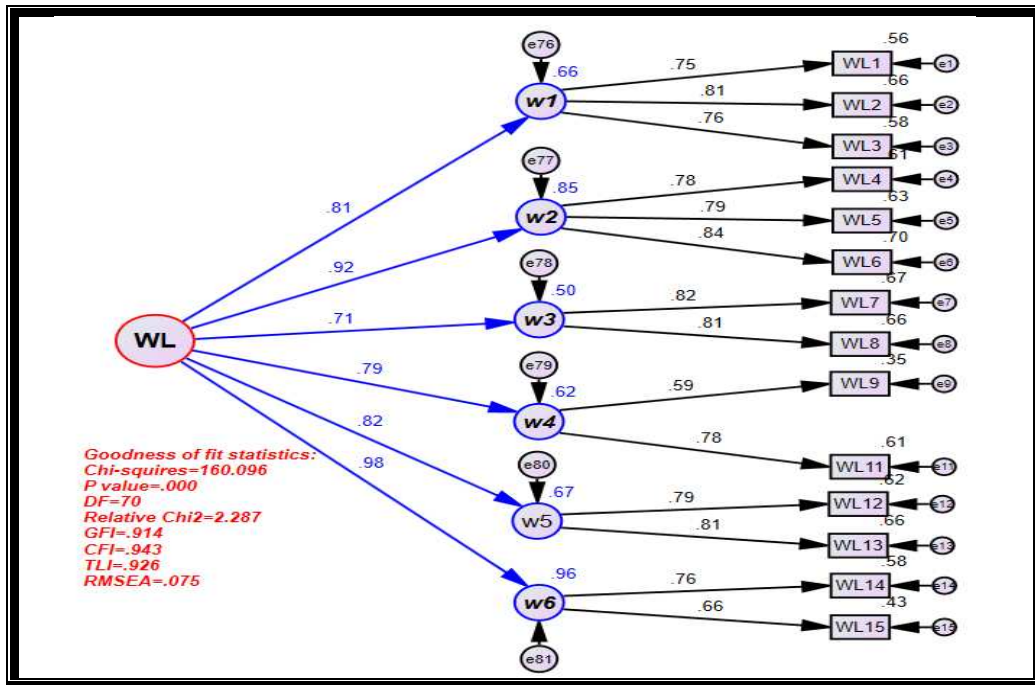 e76
.66
w1
.75
.81
.76
.56
WL1
e1
.66
WL2
e2
.58
WL3
e3
e77
.85
w2
.78
.79
.84
.61
WL4
e4
.63
WL5
e5
.70
WL6
e6
e78
.50
w3
.82
.81
.67
WL7
e7
.66
WL8
e8
e79
.62
w4
.59
.78
.35
WL9
e9
.61
WL11
e11
e80
.67
w5
.79
.81
.62
WL12
e12
.66
WL13
e13
.96
w6
e81
.76
.66
.58
WL14
e14
.43
WL15
e15
WL
.81
.92
.71
.79
.82
.98
Goodness of fit statistics:
Chi-squires=160.096
P value=.000
DF=70
Relative Chi2=2.287
GFI=.914
CFI=.943
TLI=.926
RMSEA=.075